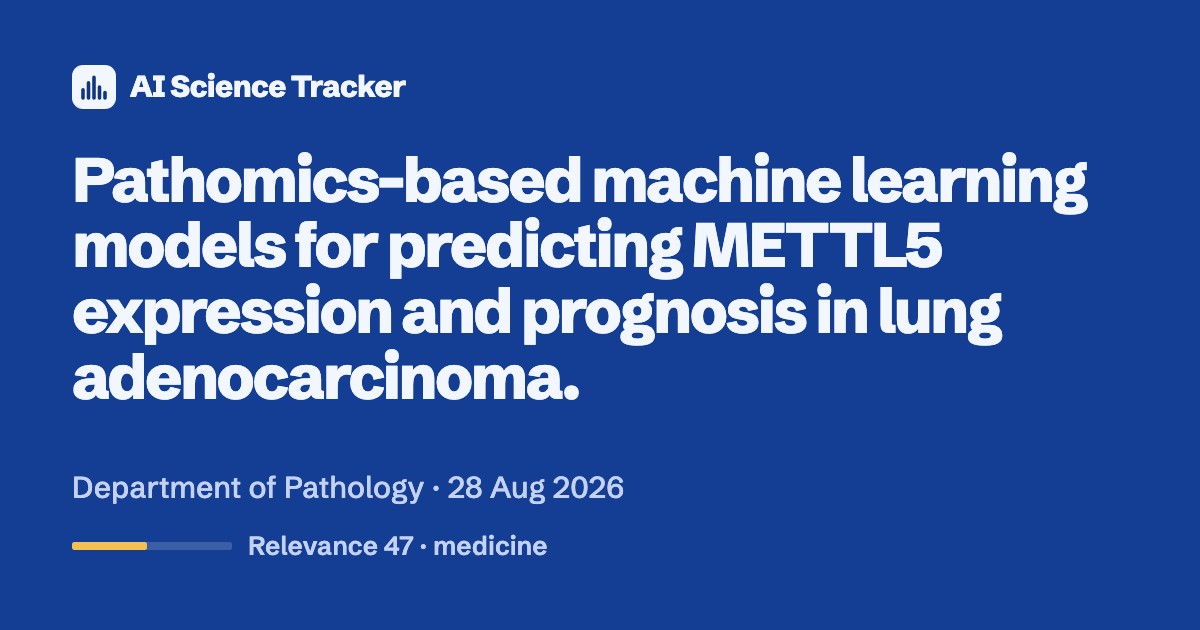 AI Science Tracker
Pathomics-based machine learning
models for predicting METTL5
expression and prognosis in lung
adenocarcinoma.
Department of Pathology · 28 Aug 2026
Relevance 47 · medicine